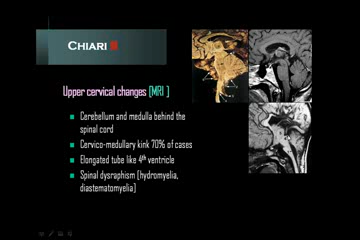 CHIARI II
Upper cervical changes (MRI )
Cerebellum and medulla behind the
spinal cord
Cervico-medullary kink 70% of cases
Elongated tube like 4th ventricle
Spinal dysraphism (hydromyelia,
diastematomyelia)